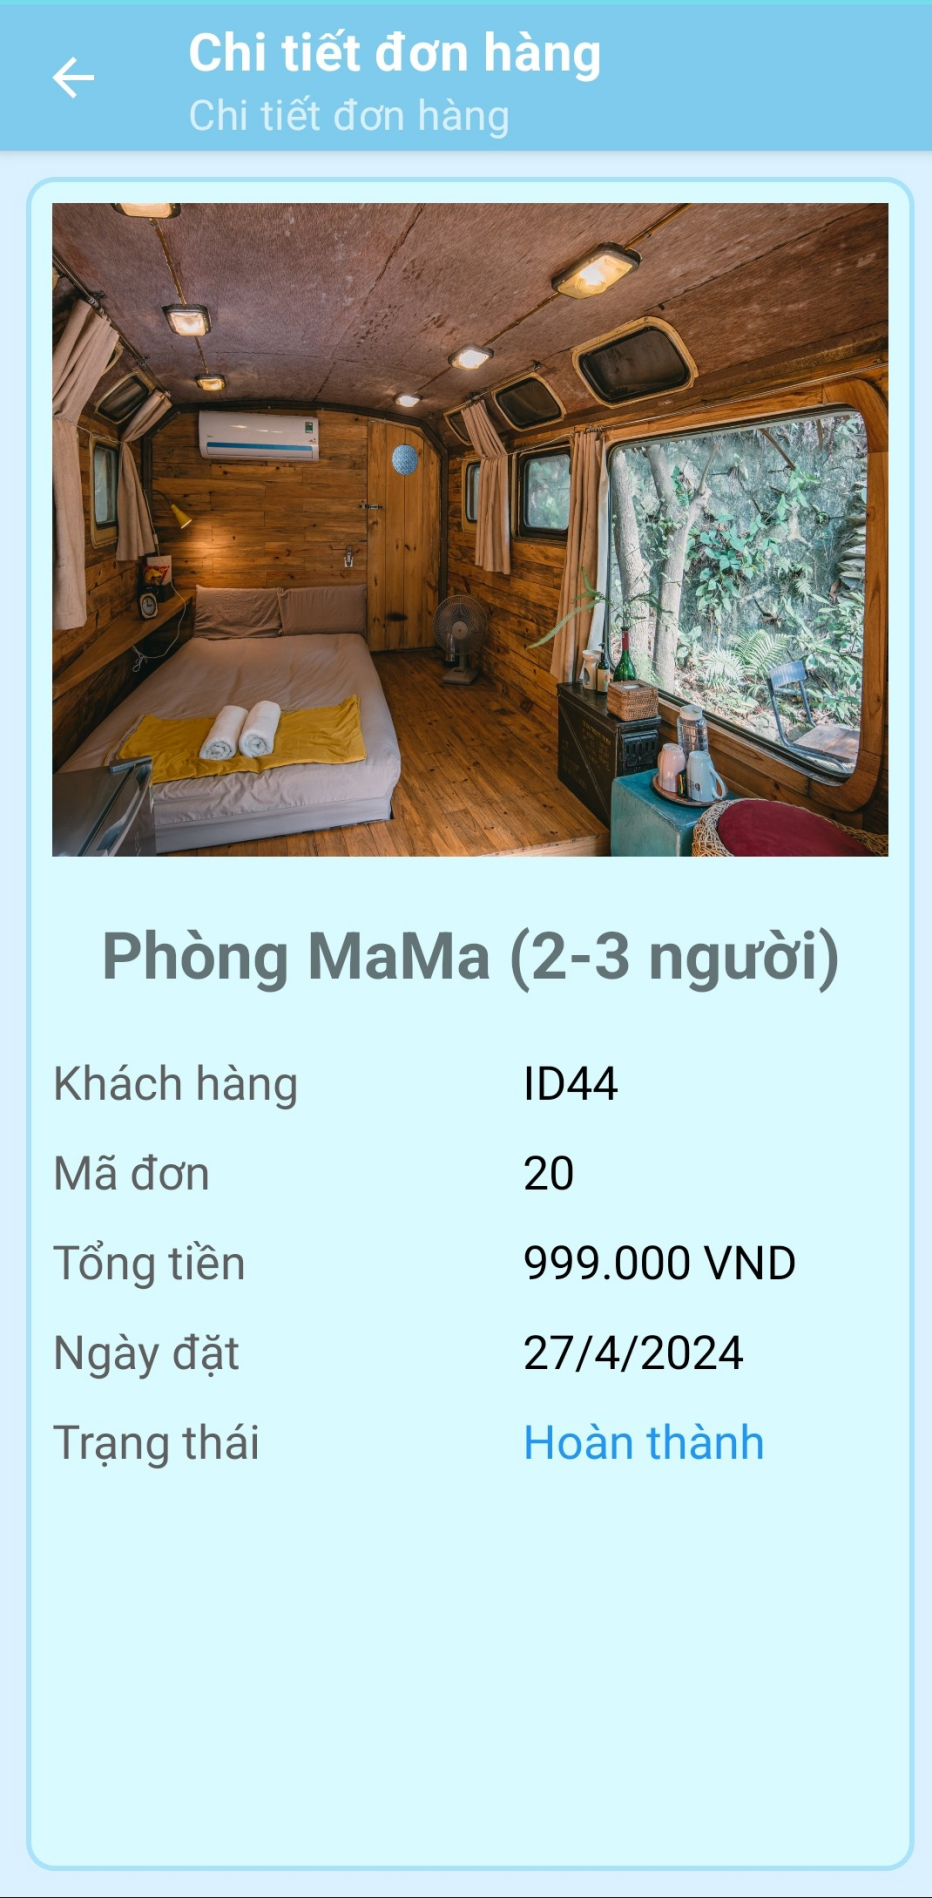 Chi tiết đơn hàng
Chi tiết đơn hàng
Phòng MaMa (2-3 người)
Khách hàng ID44
Mã đơn 20
Tổng tiền 999.000 VND
Ngày đặt 27/4/2024
Trạng thái Hoàn thành